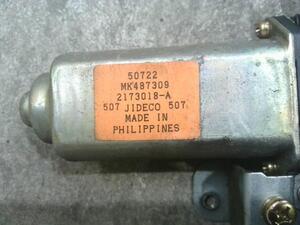 50722
MK487309
2173018-A
507 JIDECO 507
MADE IN
PHILIPPINES